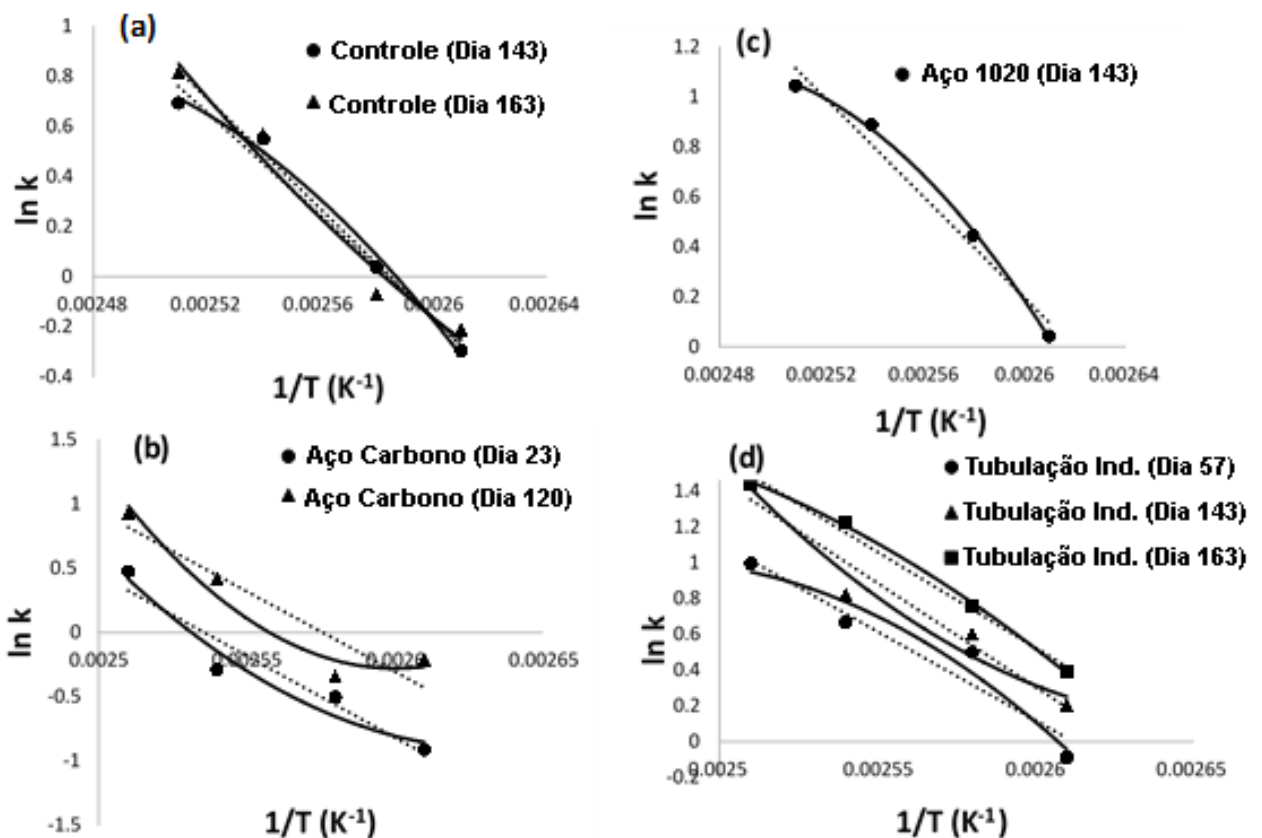 (a)
Controle (Dia 143)
Controle (Dia 163)
1
0.8
0.6
0.4
0.2
0
-0.2
-0.4
ln k
0.00248 0.00252 0.00256 0.0026 0.00264
1/T (K⁻¹)
(c)
Aço 1020 (Dia 143)
1.2
1
0.8
0.6
0.4
0.2
0
ln k
0.00248 0.00252 0.00256 0.0026 0.00264
1/T (K⁻¹)
(b)
Aço Carbono (Dia 23)
Aço Carbono (Dia 120)
1.5
1
0.5
0
-0.5
-1
-1.5
ln k
0.0025 0.00255 0.0026 0.00265
1/T (K⁻¹)
(d)
Tubulação Ind. (Dia 57)
Tubulação Ind. (Dia 143)
Tubulação Ind. (Dia 163)
1.4
1.2
1
0.8
0.6
0.4
0.2
0
-0.2
ln k
0.0025 0.00255 0.0026 0.00265
1/T (K⁻¹)